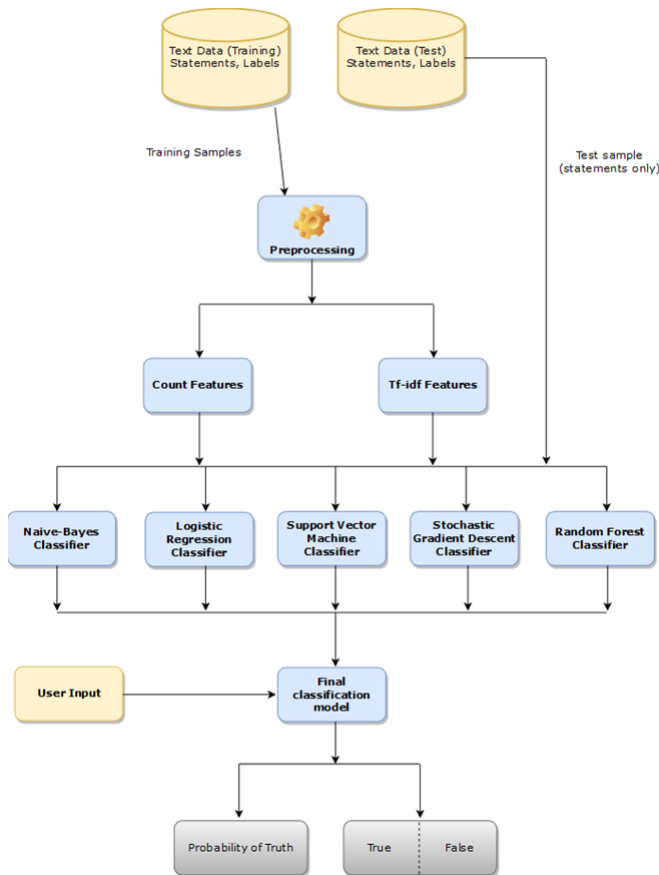 Text Data (Training)
Statements, Labels
Text Data (Test)
Statements, Labels
Training Samples
Test sample
(statements only)
Preprocessing
Count Features
Tf-idf Features
Naive-Bayes
Classifier
Logistic
Regression
Classifier
Support Vector
Machine
Classifier
Stochastic
Gradient Descent
Classifier
Random Forest
Classifier
User Input
Final
classification
model
Probability of Truth
True
False